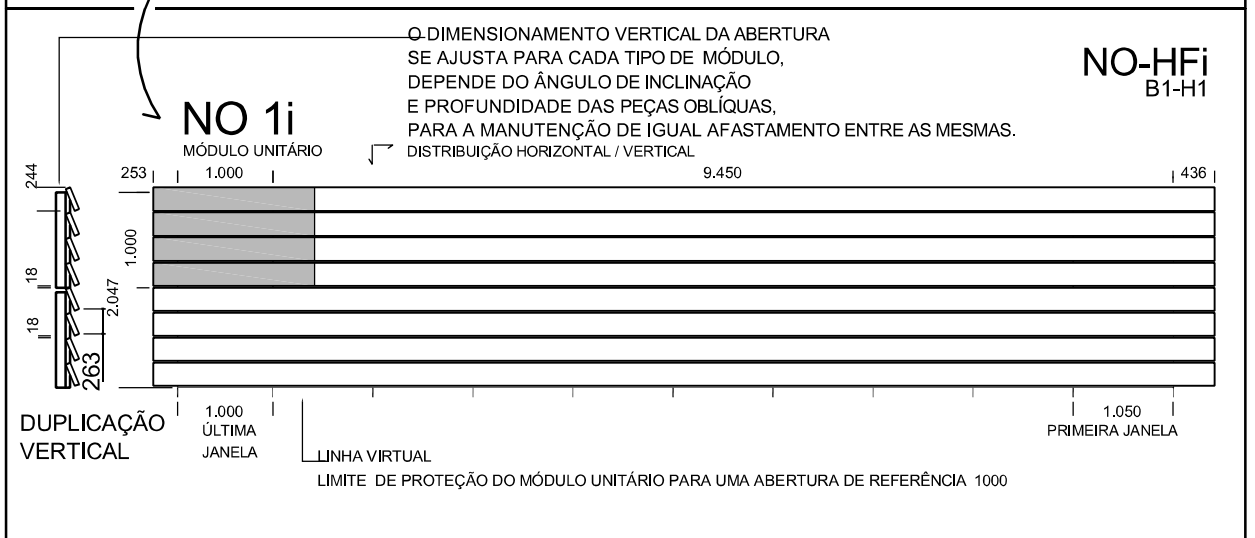 O DIMENSIONAMENTO VERTICAL DA ABERTURA
SE AJUSTA PARA CADA TIPO DE MÓDULO,
DEPENDE DO ÂNGULO DE INCLINAÇÃO
E PROFUNDIDADE DAS PEÇAS OBLÍQUAS,
PARA A MANUTENÇÃO DE IGUAL AFASTAMENTO ENTRE AS MESMAS.
NO-HFi
B1-H1
NO 1i
MÓDULO UNITÁRIO
DISTRIBUIÇÃO HORIZONTAL / VERTICAL
253 1.000 9.450 436
244
1.000
18
2.047
18
263
DUPLICAÇÃO
VERTICAL
1.000
ÚLTIMA
JANELA
1.050
PRIMEIRA JANELA
LINHA VIRTUAL
LIMITE DE PROTEÇÃO DO MÓDULO UNITÁRIO PARA UMA ABERTURA DE REFERÊNCIA 1000